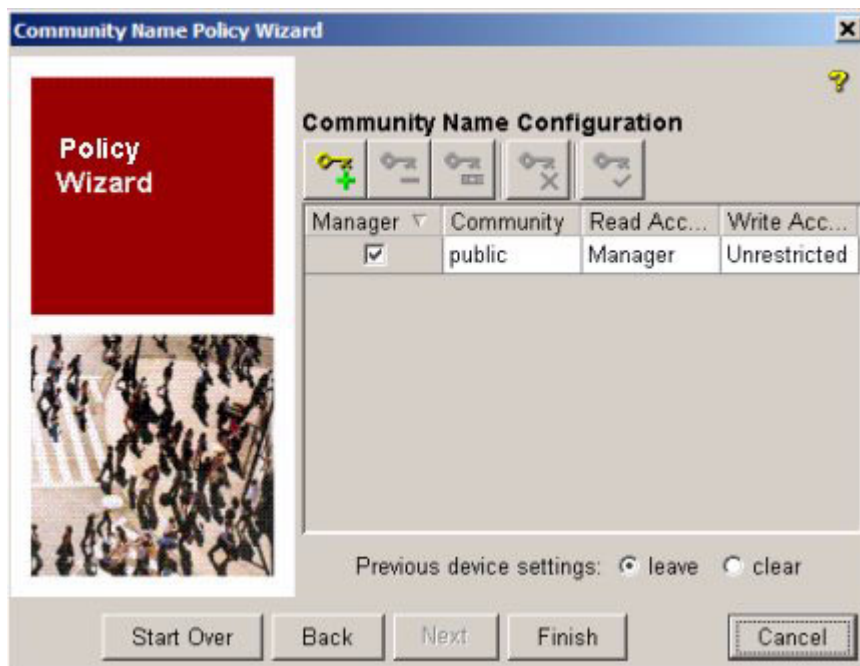 Community Name Policy Wizard
Policy
Wizard
Community Name Configuration
Manager Community Read Acc... Write Acc...
public Manager Unrestricted
Previous device settings: leave clear
Start Over Back Next Finish Cancel